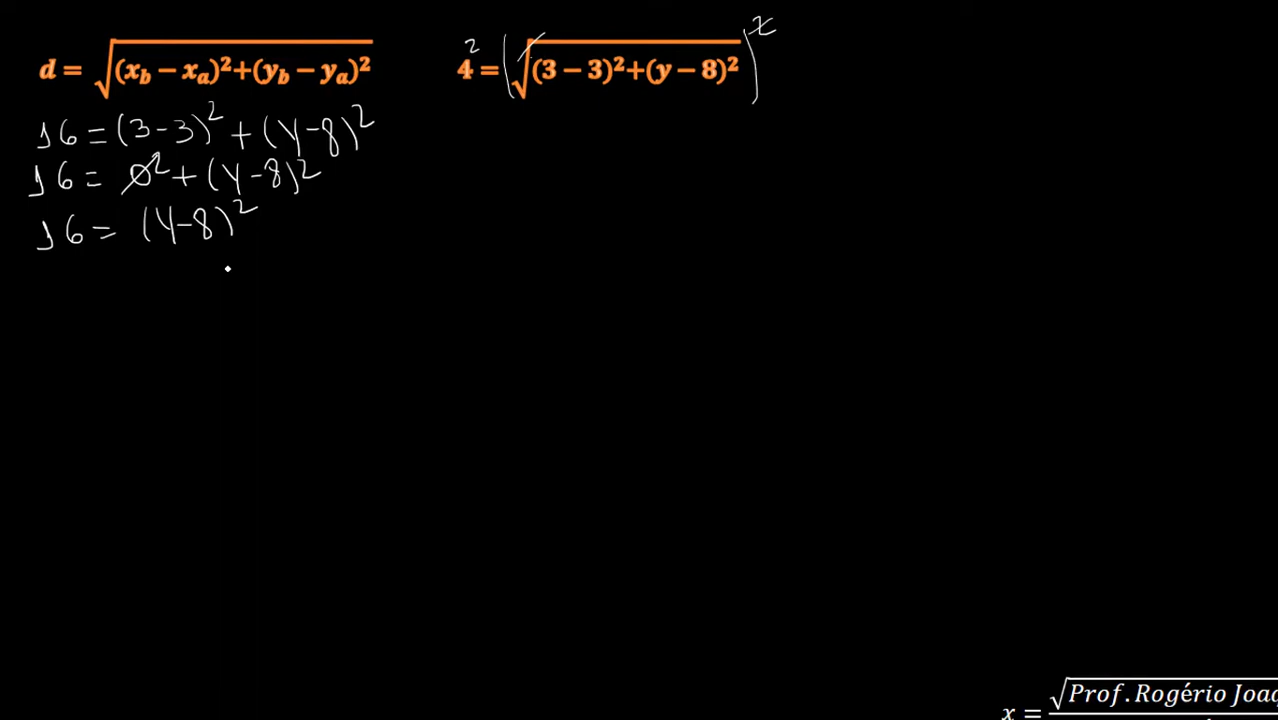 d = √(x_b − x_a)²+(y_b − y_a)²
4² = (√(3 − 3)²+(y − 8)²)²
16 = (3-3)² + (y-8)²
16 = 0² + (y-8)²
16 = (y-8)²
x = √Prof.Rogério Joaq